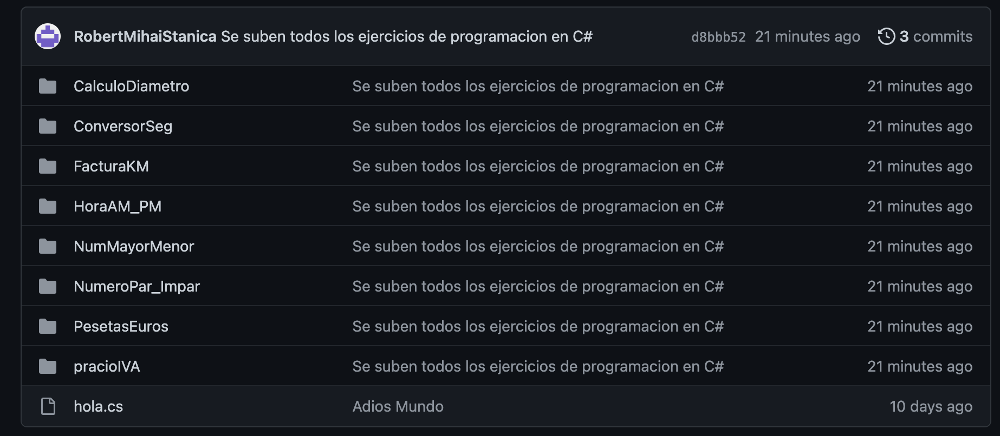 RobertMihaiStanica Se suben todos los ejercicios de programacion en C# d8bbb52 21 minutes ago 3 commits
CalculoDiametro Se suben todos los ejercicios de programacion en C# 21 minutes ago
ConversorSeg Se suben todos los ejercicios de programacion en C# 21 minutes ago
FacturaKM Se suben todos los ejercicios de programacion en C# 21 minutes ago
HoraAM_PM Se suben todos los ejercicios de programacion en C# 21 minutes ago
NumMayorMenor Se suben todos los ejercicios de programacion en C# 21 minutes ago
NumeroPar_Impar Se suben todos los ejercicios de programacion en C# 21 minutes ago
PesetasEuros Se suben todos los ejercicios de programacion en C# 21 minutes ago
pracioIVA Se suben todos los ejercicios de programacion en C# 21 minutes ago
hola.cs Adios Mundo 10 days ago